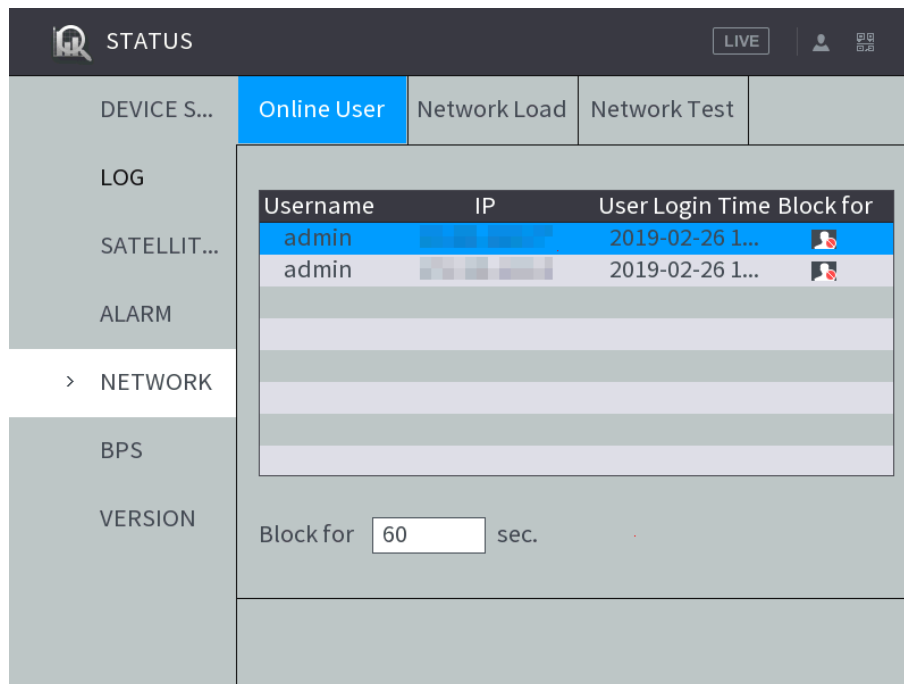 STATUS
LIVE
DEVICE S...
Online User
Network Load
Network Test
LOG
SATELLIT...
ALARM
NETWORK
BPS
VERSION
Username IP User Login Time Block for
admin 2019-02-26 1...
admin 2019-02-26 1...
Block for 60 sec.